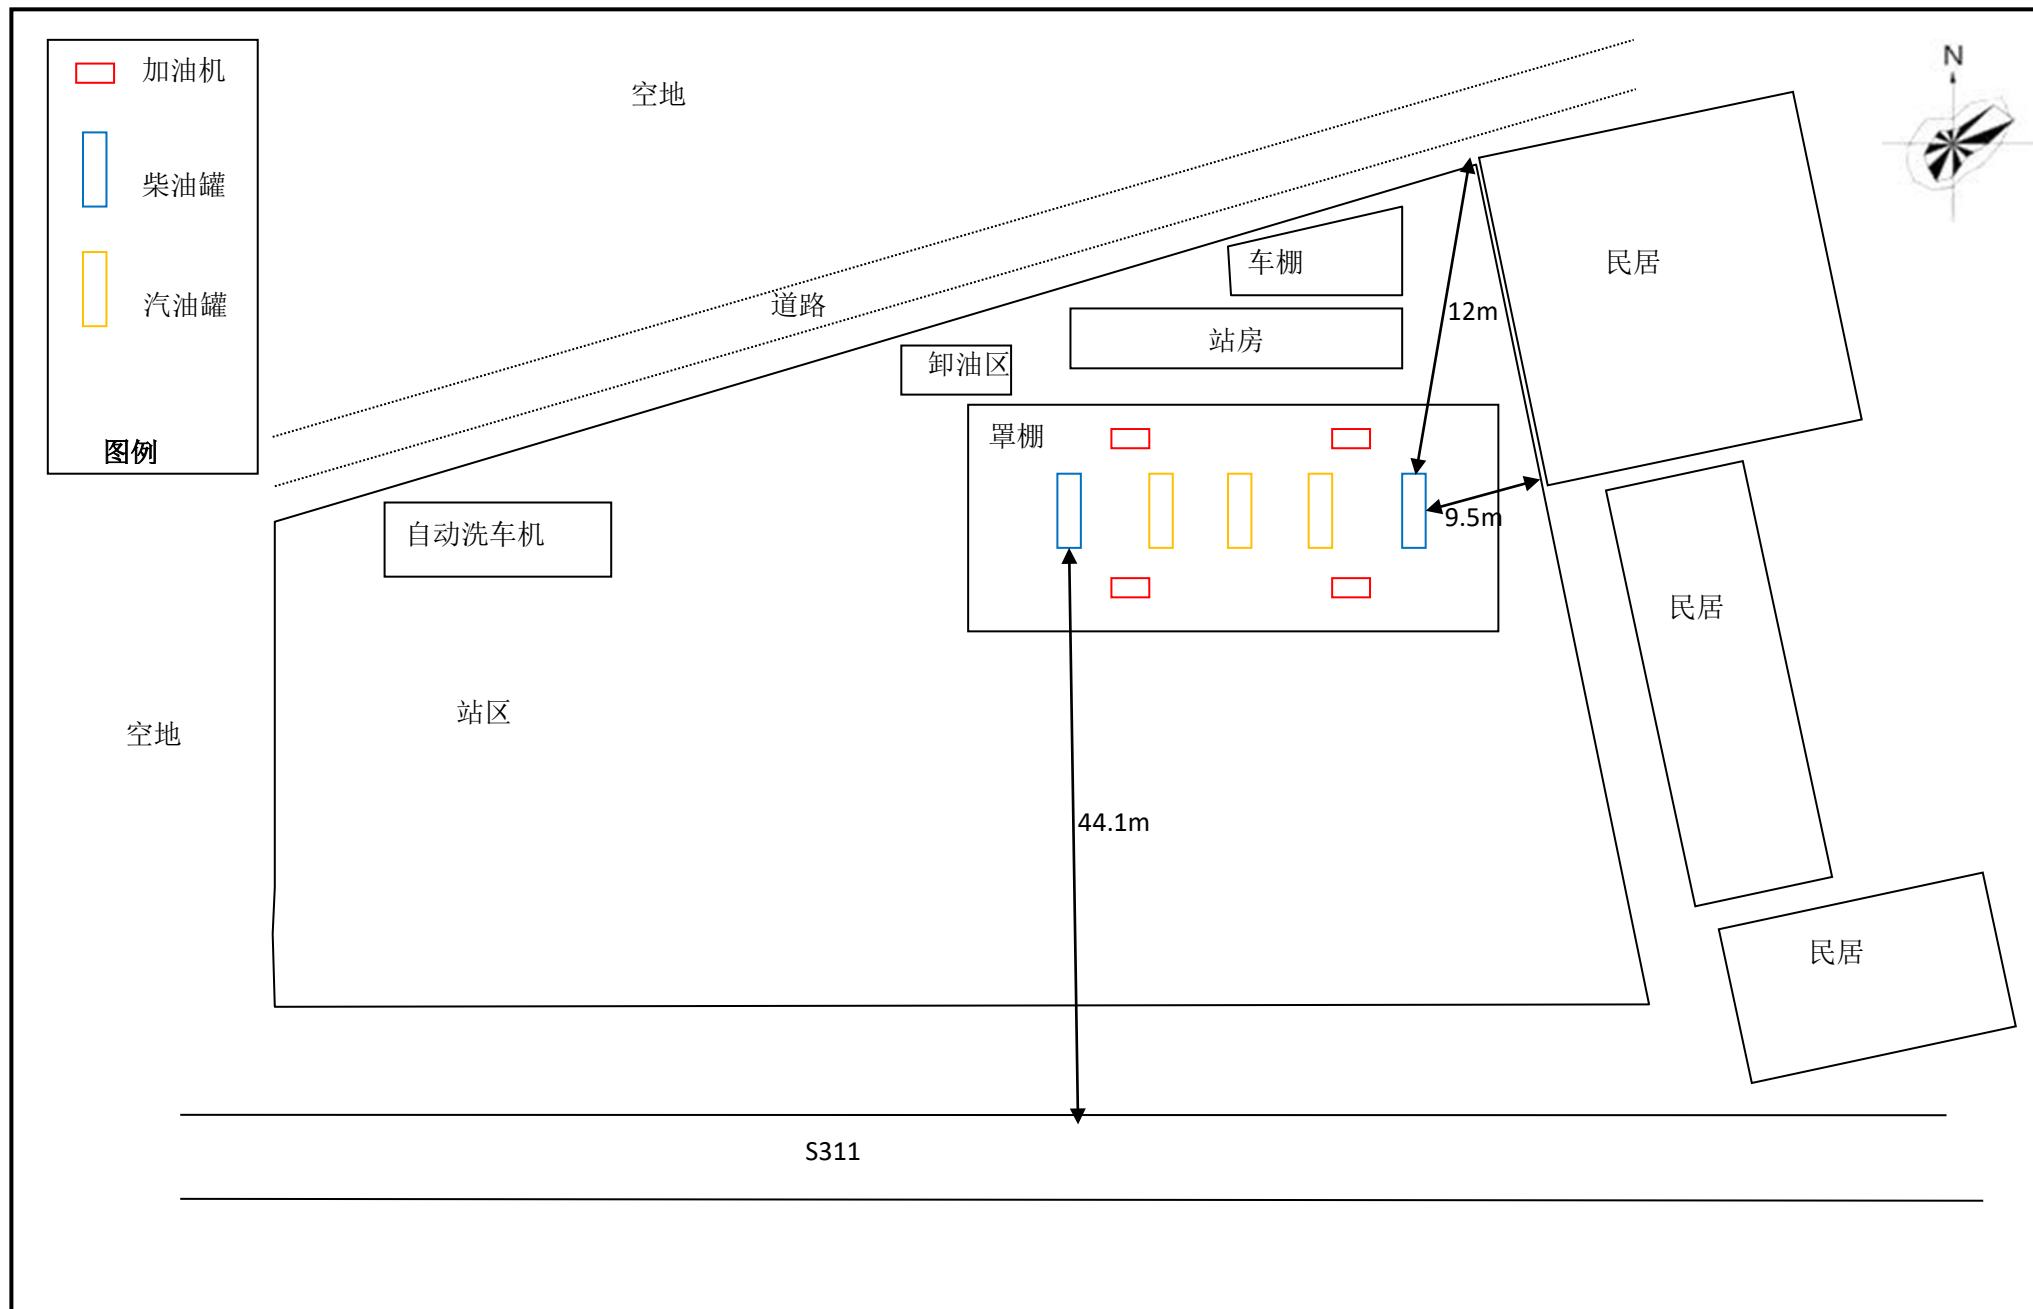 加油机
柴油罐
汽油罐
图例
空地
N
道路
车棚
民居
12m
站房
卸油区
罩棚
9.5m
自动洗车机
民居
站区
空地
44.1m
民居
S311